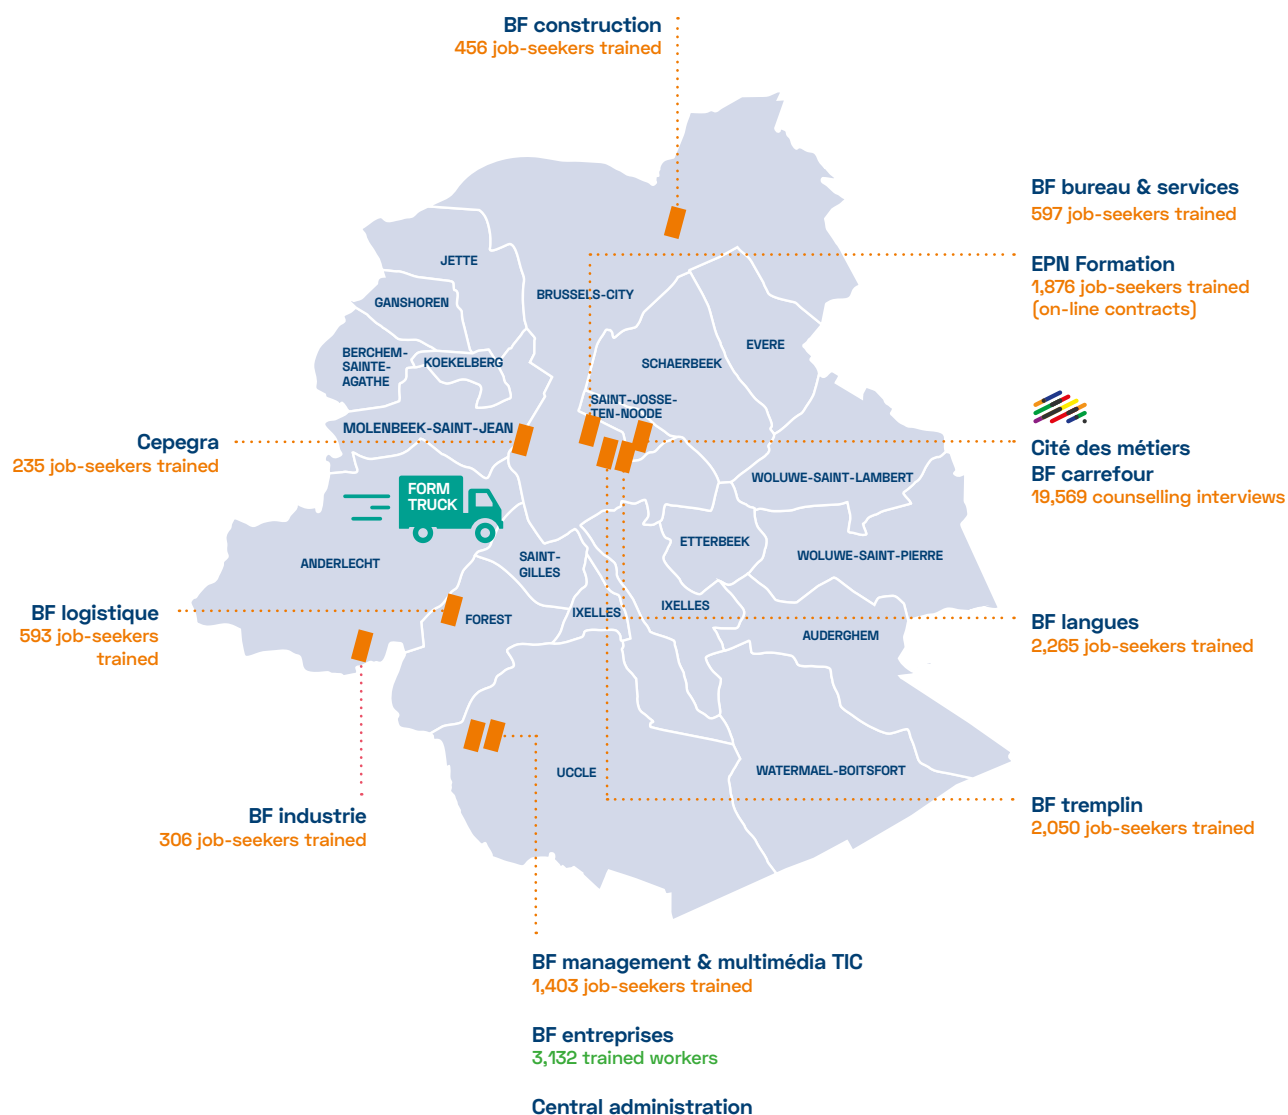 BF construction
456 job-seekers trained
BF bureau & services
597 job-seekers trained
EPN Formation
1,876 job-seekers trained
(on-line contracts)
JETTE
GANSHOREN
BRUSSELS-CITY
BERCHEM-
SAINTE-
AGATHE
KOEKELBERG
SCHAERBEEK
EVERE
SAINT-JOSSE-
TEN-NOODE
MOLENBEEK-SAINT-JEAN
Cepegra
235 job-seekers trained
Cité des métiers
BF carrefour
19,569 counselling interviews
FORM
TRUCK
WOLUWE-SAINT-LAMBERT
ETTERBEEK
WOLUWE-SAINT-PIERRE
ANDERLECHT
SAINT-
GILLES
BF logistique
593 job-seekers
trained
FOREST
IXELLES
IXELLES
AUDERGHEM
BF langues
2,265 job-seekers trained
UCCLE
WATERMAEL-BOITSFORT
BF industrie
306 job-seekers trained
BF tremplin
2,050 job-seekers trained
BF management & multimédia TIC
1,403 job-seekers trained
BF entreprises
3,132 trained workers
Central administration